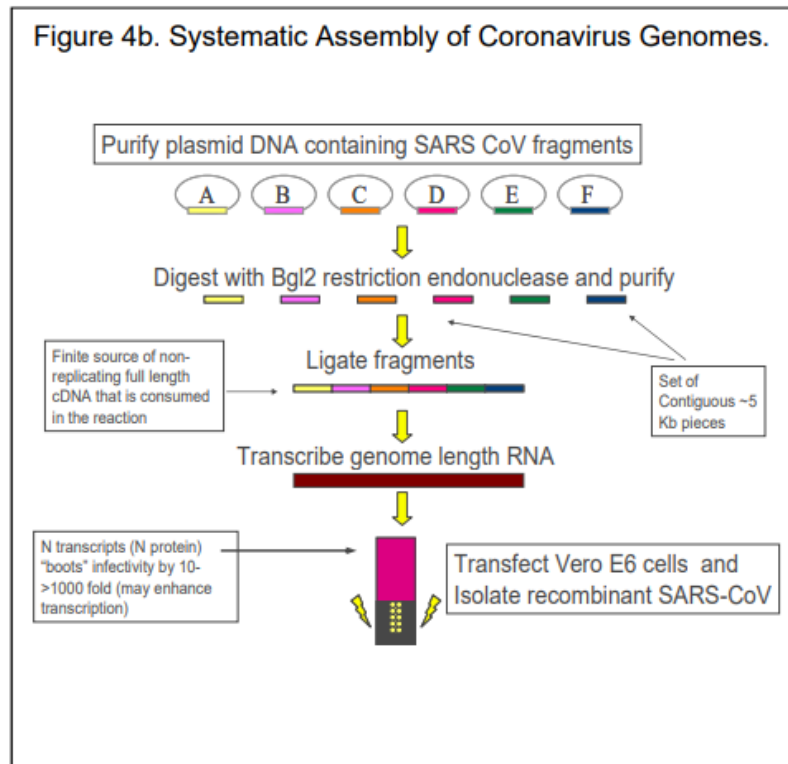 Figure 4b. Systematic Assembly of Coronavirus Genomes.
Purify plasmid DNA containing SARS CoV fragments
A B C D E F
Digest with Bgl2 restriction endonuclease and purify
Ligate fragments
Finite source of non-
replicating full length
cDNA that is consumed
in the reaction
Set of
Contiguous ~5
Kb pieces
Transcribe genome length RNA
N transcripts (N protein)
"boots" infectivity by 10-
>1000 fold (may enhance
transcription)
Transfect Vero E6 cells and
Isolate recombinant SARS-CoV